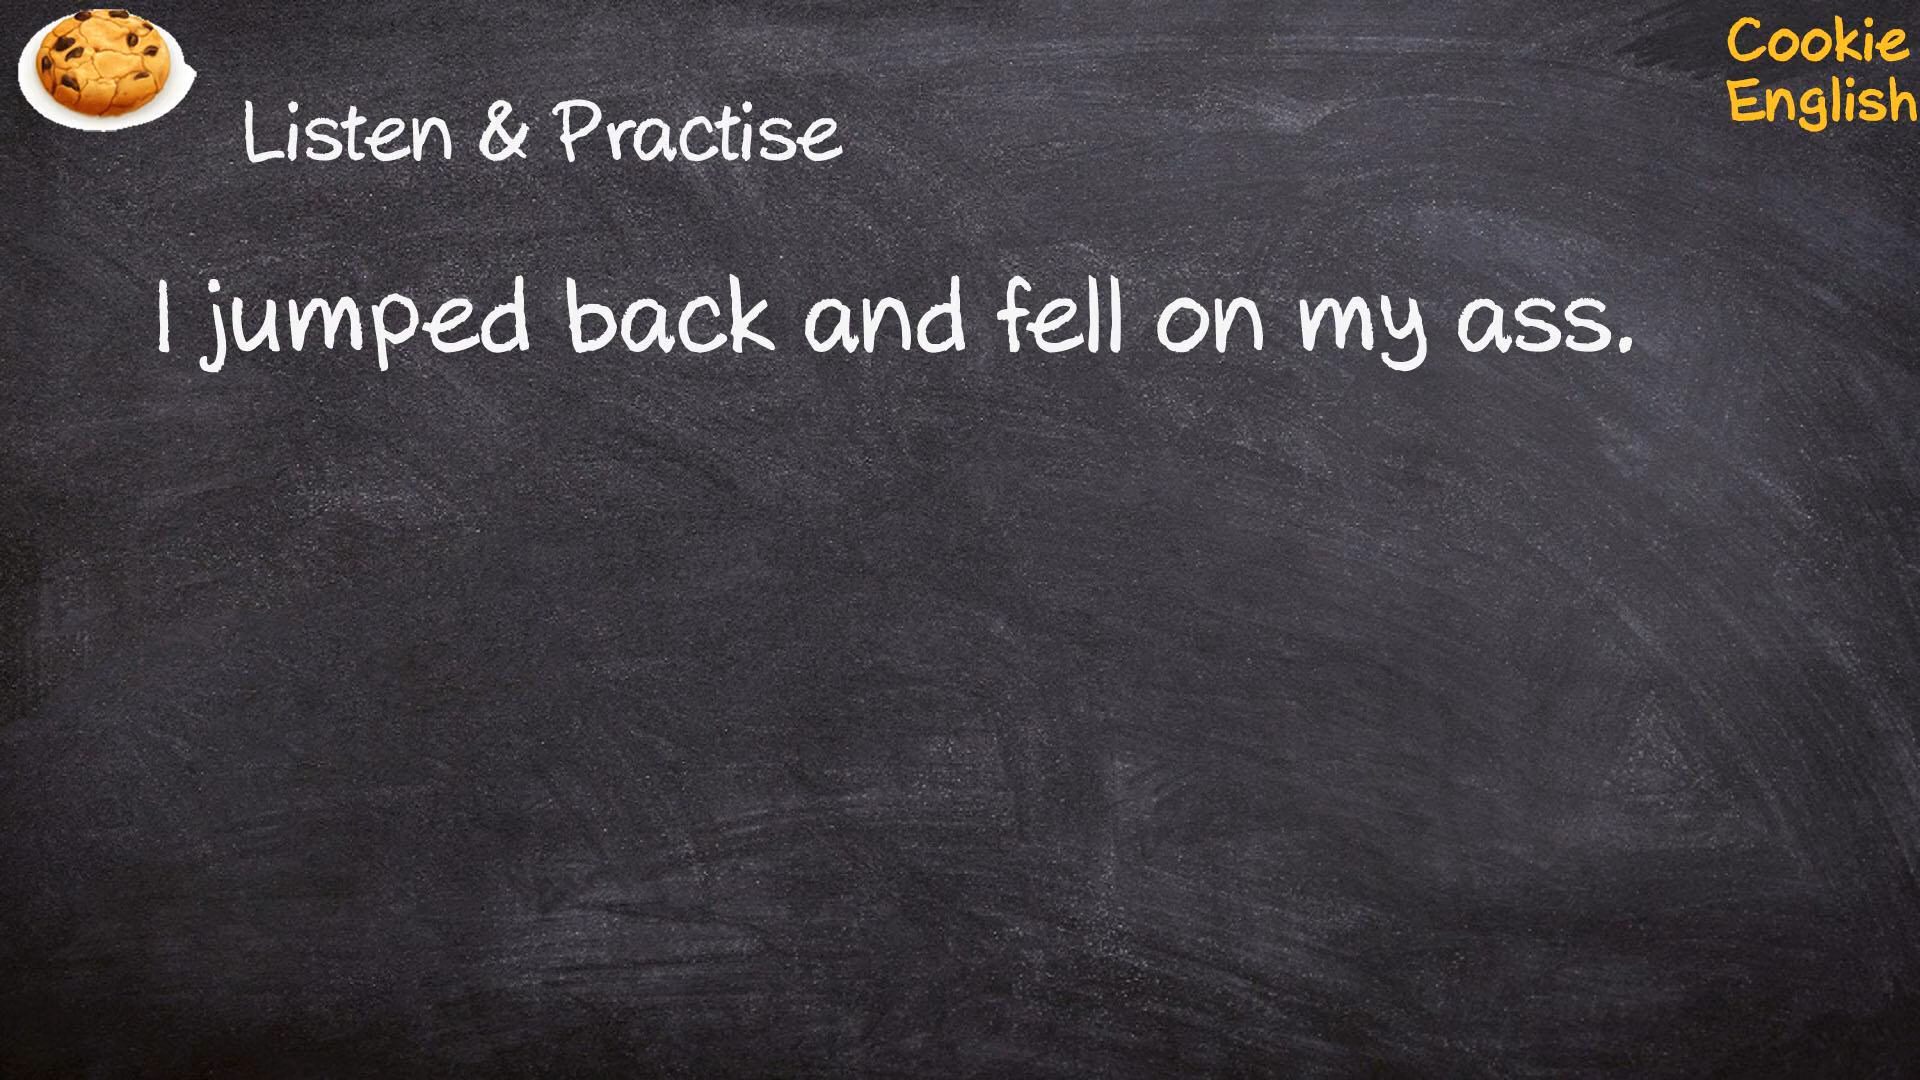 Cookie
English
Listen & Practise
I jumped back and fell on my ass.